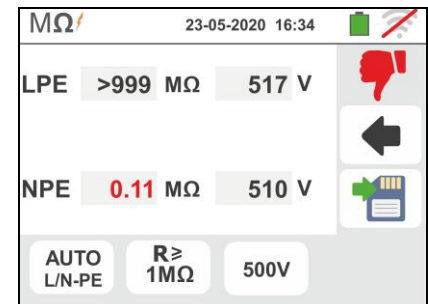 MΩ 23-05-2020 16:34
LPE >999 MΩ 517 V
NPE 0.11 MΩ 510 V
AUTO L/N-PE
R≥ 1MΩ
500V